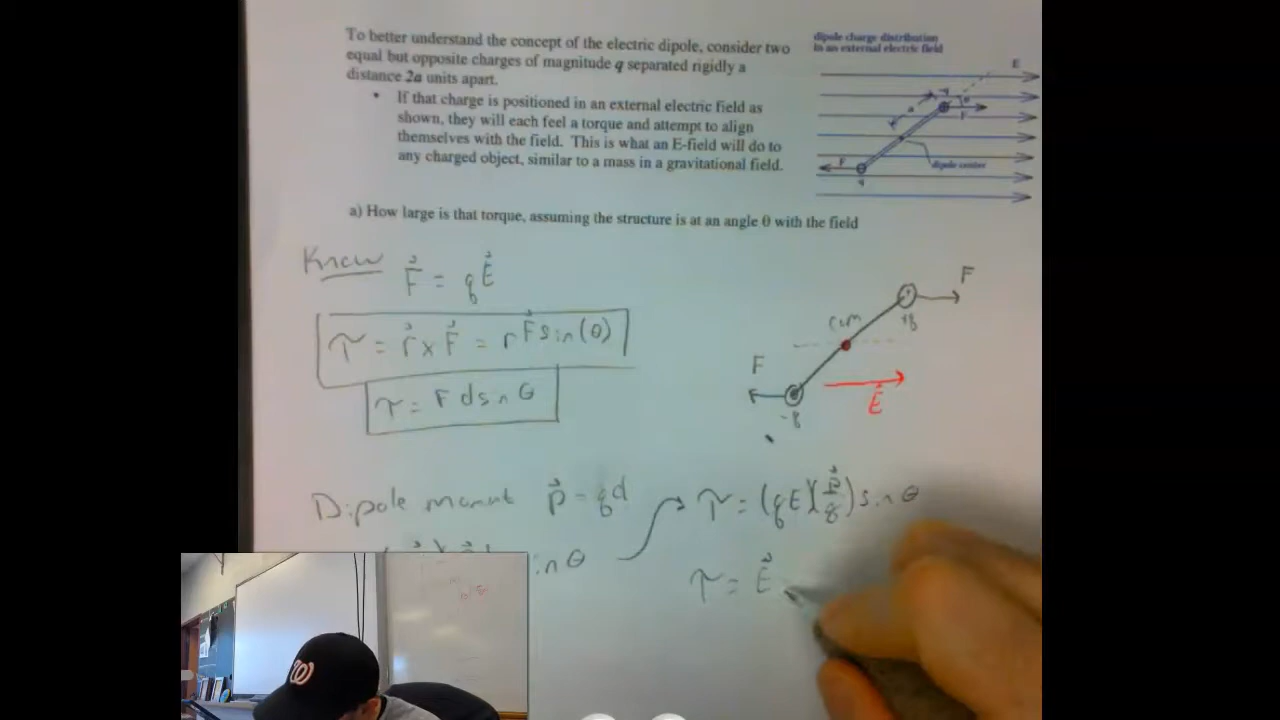 To better understand the concept of the electric dipole, consider two
equal but opposite charges of magnitude q separated rigidly a
distance 2a units apart.
• If that charge is positioned in an external electric field as
shown, they will each feel a torque and attempt to align
themselves with the field. This is what an E-field will do to
any charged object, similar to a mass in a gravitational field.
dipole charge distribution
in an external electric field
E
-q
a
θ
F
F
dipole center
q
a) How large is that torque, assuming the structure is at an angle θ with the field
Know F⃗ = qE⃗
τ = r⃗ × F⃗ = r F⃗ sin(θ)
τ = F d sin θ
F
com
+q
F
E⃗
-q
Dipole moment p⃗ = qd
in θ
τ = (qE)(p⃗/q) sin θ
τ = E⃗
W